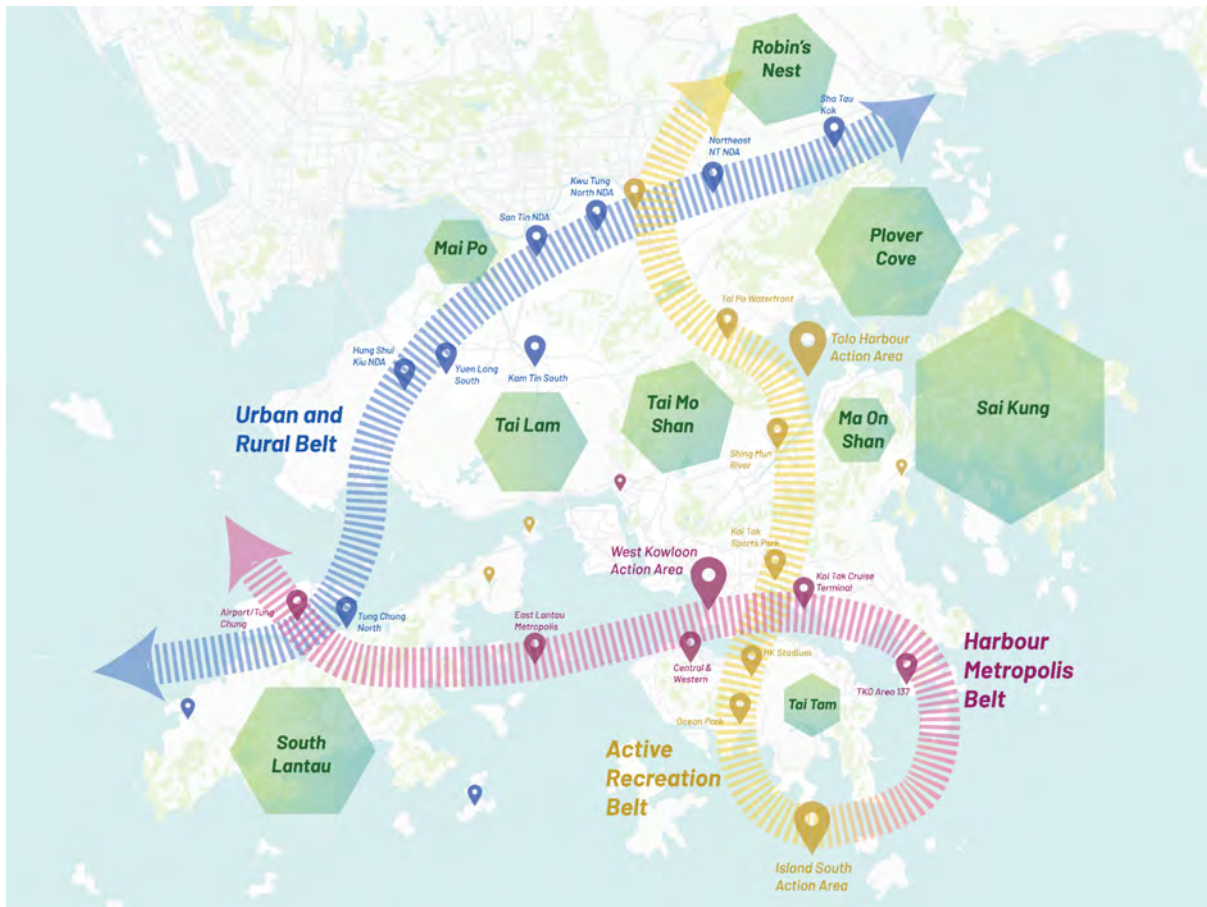 Robin's
Nest
Sha Tau
Kok
Northeast
NT NDA
Kwu Tung
North NDA
San Tin NDA
Mai Po
Plover
Cove
Tai Po Waterfront
Tolo Harbour
Action Area
Hung Shui
Kiu NDA
Yuen Long
South
Kam Tin South
Urban and
Rural Belt
Tai Lam
Tai Mo
Shan
Ma On
Shan
Sai Kung
Shing Mun
River
Kai Tak
Sports Park
West Kowloon
Action Area
Kai Tak Cruise
Terminal
Airport/Tung
Chung
Tung Chung
North
East Lantau
Metropolis
Central &
Western
HK Stadium
TKO Area 137
Harbour
Metropolis
Belt
Tai Tam
Ocean Park
South
Lantau
Active
Recreation
Belt
Island South
Action Area